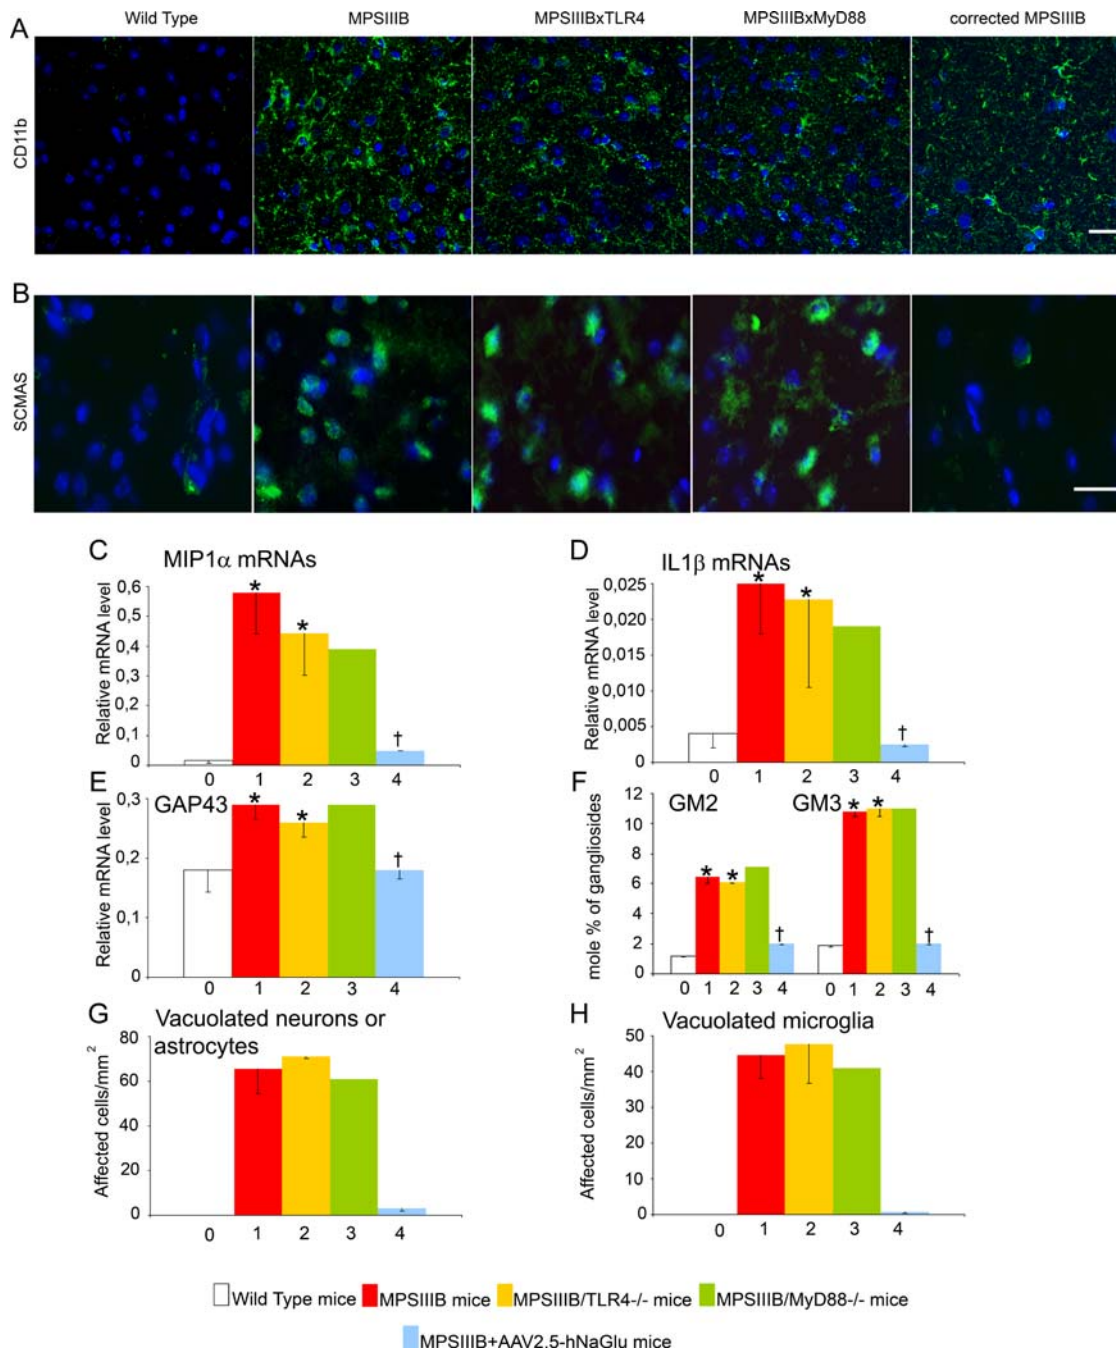 Wild Type MPSIIIB MPSIIIBxTLR4 MPSIIIBxMyD88 corrected MPSIIIB
A
CD11b
B
SCMAS
C
MIP1α mRNAs
Relative mRNA level
0,6
0,5
0,4
0,3
0,2
0,1
0
*
*
†
0 1 2 3 4
D
IL1β mRNAs
Relative mRNA level
0,025
0,020
0,015
0,010
0,005
0
*
*
†
0 1 2 3 4
E
GAP43
Relative mRNA level
0,3
0,2
0,1
0
*
*
†
0 1 2 3 4
F
GM2 GM3
mole % of gangliosides
12
10
8
6
4
2
0
* * † * * †
0 1 2 3 4 0 1 2 3 4
G
Vacuolated neurons or
astrocytes
Affected cells/mm²
80
60
40
20
0
0 1 2 3 4
H
Vacuolated microglia
Affected cells/mm²
50
40
30
20
10
0
0 1 2 3 4
Wild Type mice MPSIIIB mice MPSIIIB/TLR4-/- mice MPSIIIB/MyD88-/- mice
MPSIIIB+AAV2.5-hNaGlu mice